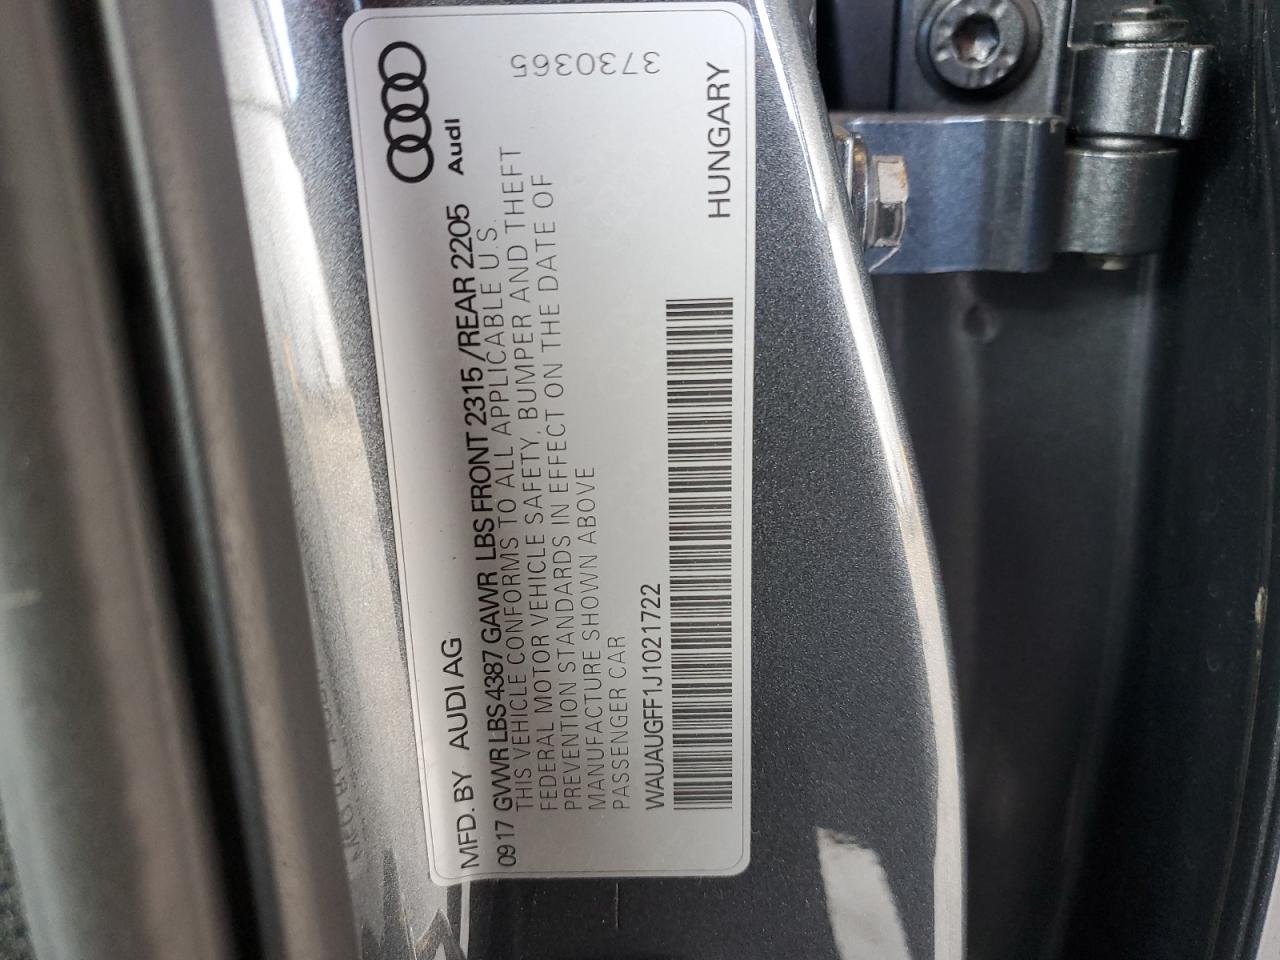 Audi
3730365
MFD. BY AUDI AG
0917 GVWR LBS 4387 GAWR LBS FRONT 2315 /REAR 2205
THIS VEHICLE CONFORMS TO ALL APPLICABLE U.S.
FEDERAL MOTOR VEHICLE SAFETY, BUMPER AND THEFT
PREVENTION STANDARDS IN EFFECT ON THE DATE OF
MANUFACTURE SHOWN ABOVE
PASSENGER CAR
WAUAUGFF1J1021722
HUNGARY